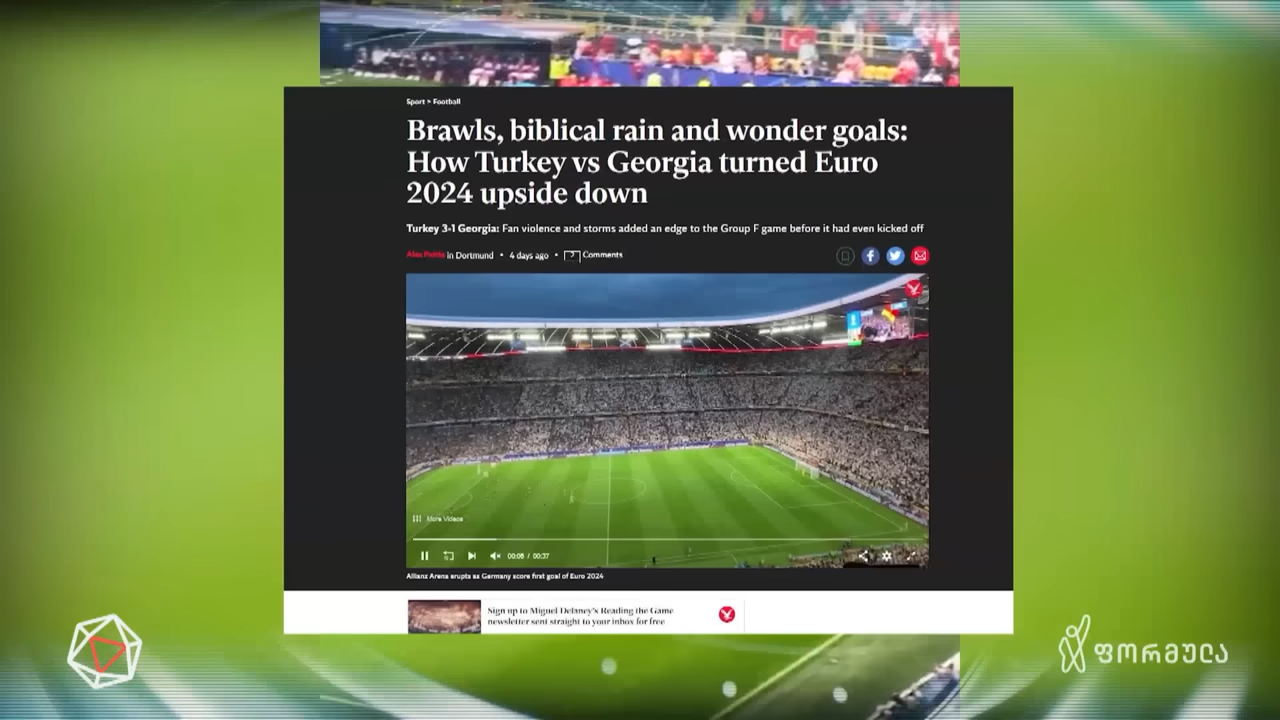 Sport > Football
Brawls, biblical rain and wonder goals:
How Turkey vs Georgia turned Euro
2024 upside down
Turkey 3-1 Georgia: Fan violence and storms added an edge to the Group F game before it had even kicked off
in Dortmund • 4 days ago • Comments
More Videos
00:05 / 00:37
Allianz Arena erupts as Germany score first goal of Euro 2024
Sign up to Miguel Delaney's Reading the Game
newsletter sent straight to your inbox for free
ფორმულა